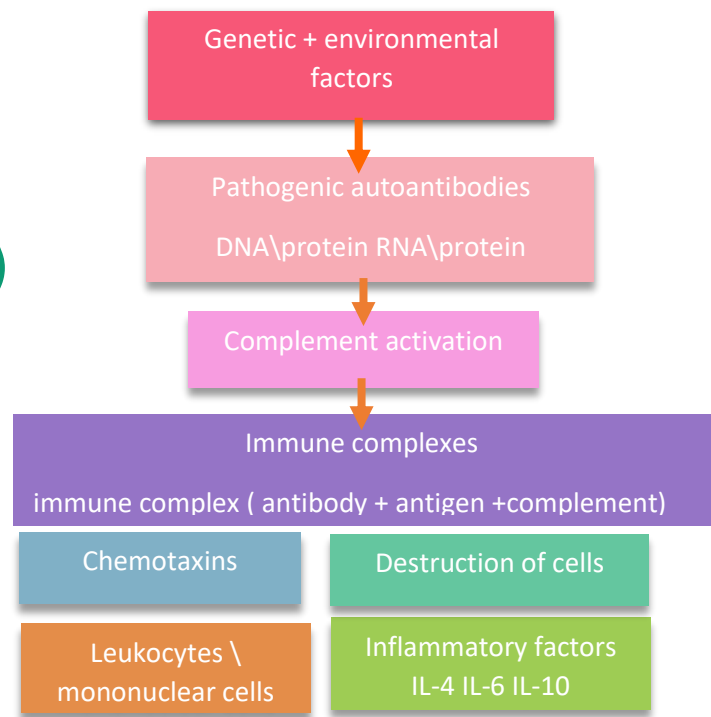 Genetic + environmental
factors
Pathogenic autoantibodies
DNA\protein RNA\protein
Complement activation
Immune complexes
immune complex ( antibody + antigen +complement)
Chemotaxins
Destruction of cells
Leukocytes \
mononuclear cells
Inflammatory factors
IL-4 IL-6 IL-10